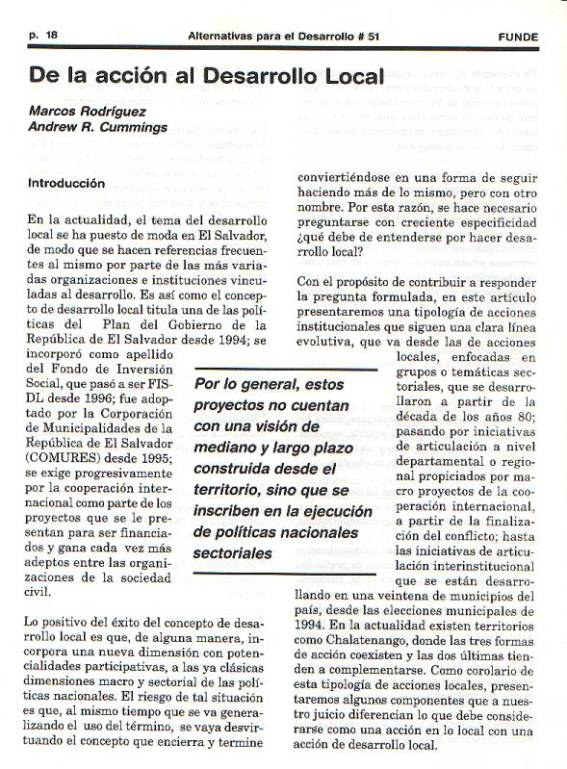 p. 18
Alternativas para el Desarrollo # 51
FUNDE
De la acción al Desarrollo Local
Marcos Rodríguez
Andrew R. Cummings
Introducción
En la actualidad, el tema del desarrollo
local se ha puesto de moda en El Salvador,
de modo que se hacen referencias frecuen-
tes al mismo por parte de las más varia-
das organizaciones e instituciones vincu-
ladas al desarrollo. Es así como el concep-
to de desarrollo local titula una de las polí-
ticas del Plan del Gobierno de la
República de El Salvador desde 1994; se
incorporó como apellido
del Fondo de Inversión
Social, que pasó a ser FIS-
DL desde 1996; fue adop-
tado por la Corporación
de Municipalidades de la
República de El Salvador
(COMURES) desde 1995;
se exige progresivamente
por la cooperación inter-
nacional como parte de los
proyectos que se le pre-
sentan para ser financia-
dos y gana cada vez más
adeptos entre las organi-
zaciones de la sociedad
civil.
Lo positivo del éxito del concepto de desa-
rrollo local es que, de alguna manera, in-
corpora una nueva dimensión con poten-
cialidades participativas, a las ya clásicas
dimensiones macro y sectorial de las polí-
ticas nacionales. El riesgo de tal situación
es que, al mismo tiempo que se va genera-
lizando el uso del término, se vaya desvir-
tuando el concepto que encierra y termine
Por lo general, estos
proyectos no cuentan
con una visión de
mediano y largo plazo
construida desde el
territorio, sino que se
inscriben en la ejecución
de políticas nacionales
sectoriales
conviertiéndose en una forma de seguir
haciendo más de lo mismo, pero con otro
nombre. Por esta razón, se hace necesario
preguntarse con creciente especificidad
¿qué debe de entenderse por hacer desa-
rrollo local?
Con el propósito de contribuir a responder
la pregunta formulada, en este artículo
presentaremos una tipología de acciones
institucionales que siguen una clara línea
evolutiva, que va desde las de acciones
locales, enfocadas en
grupos o temáticas sec-
toriales, que se desarro-
llaron a partir de la
década de los años 80;
pasando por iniciativas
de articulación a nivel
departamental o regio-
nal propiciados por ma-
cro proyectos de la coo-
peración internacional,
a partir de la finaliza-
ción del conflicto; hasta
las iniciativas de articu-
lación interinstitucional
que se están desarro-
llando en una veintena de municipios del
país, desde las elecciones municipales de
1994. En la actualidad existen territorios
como Chalatenango, donde las tres formas
de acción coexisten y las dos últimas tien-
den a complementarse. Como corolario de
esta tipología de acciones locales, presen-
taremos algunos componentes que a nues-
tro juicio diferencian lo que debe conside-
rarse como una acción en lo local con una
acción de desarrollo local.